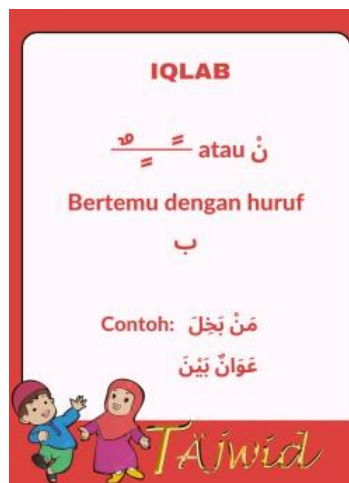 IQLAB
ـًـ ـٍـ ـٌـ atau نْ
Bertemu dengan huruf
ب
Contoh: مَنْ بَخِلَ
عَوَانٌ بَيْنَ
TAjwid